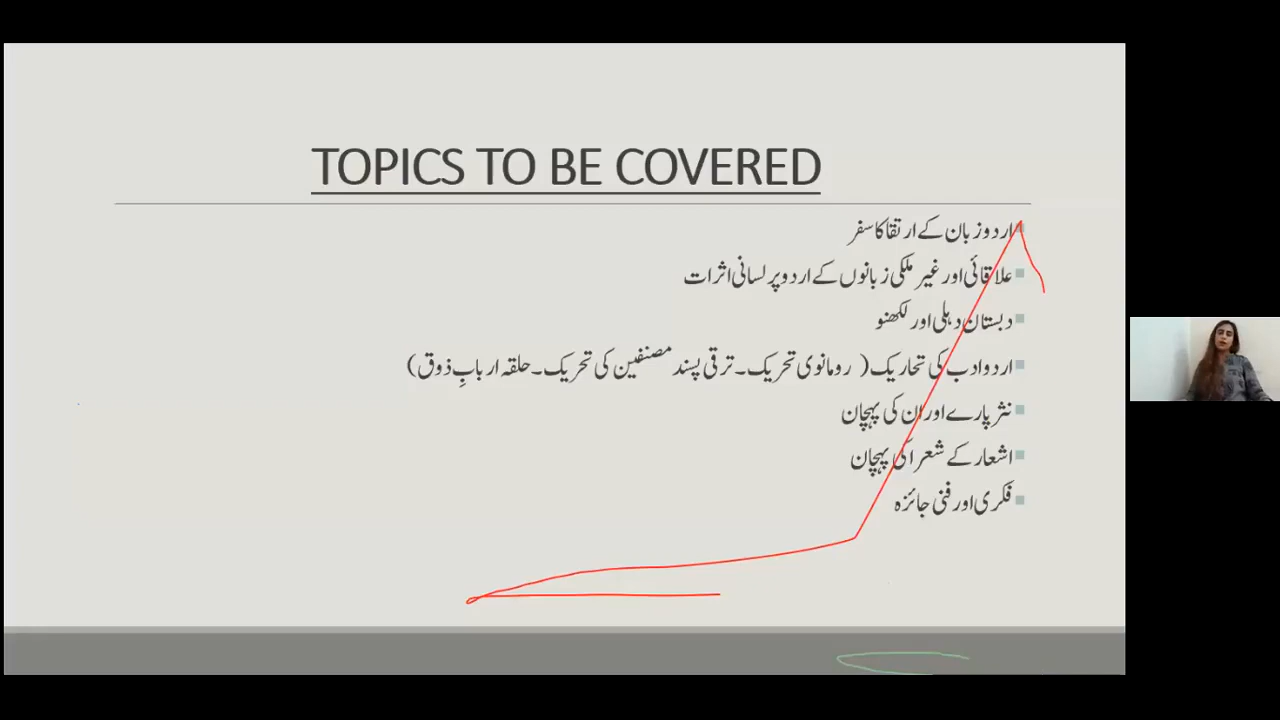 TOPICS TO BE COVERED
اردو زبان کے ارتقا کا سفر
علاقائی اور غیر ملکی زبانوں کے اردو پر لسانی اثرات
دبستان دہلی اور لکھنو
اردو ادب کی تحاریک ( رومانوی تحریک۔ ترقی پسند مصنفین کی تحریک۔ حلقہ اربابِ ذوق)
نثر پارے اور ان کی پہچان
اشعار کے شعرا کی پہچان
فکری اور فنی جائزہ